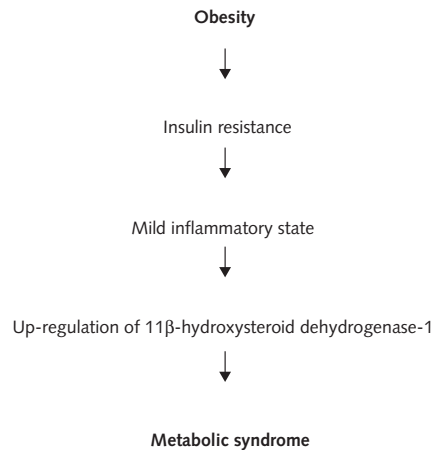 Obesity
Insulin resistance
Mild inflammatory state
Up-regulation of 11β-hydroxysteroid dehydrogenase-1
Metabolic syndrome